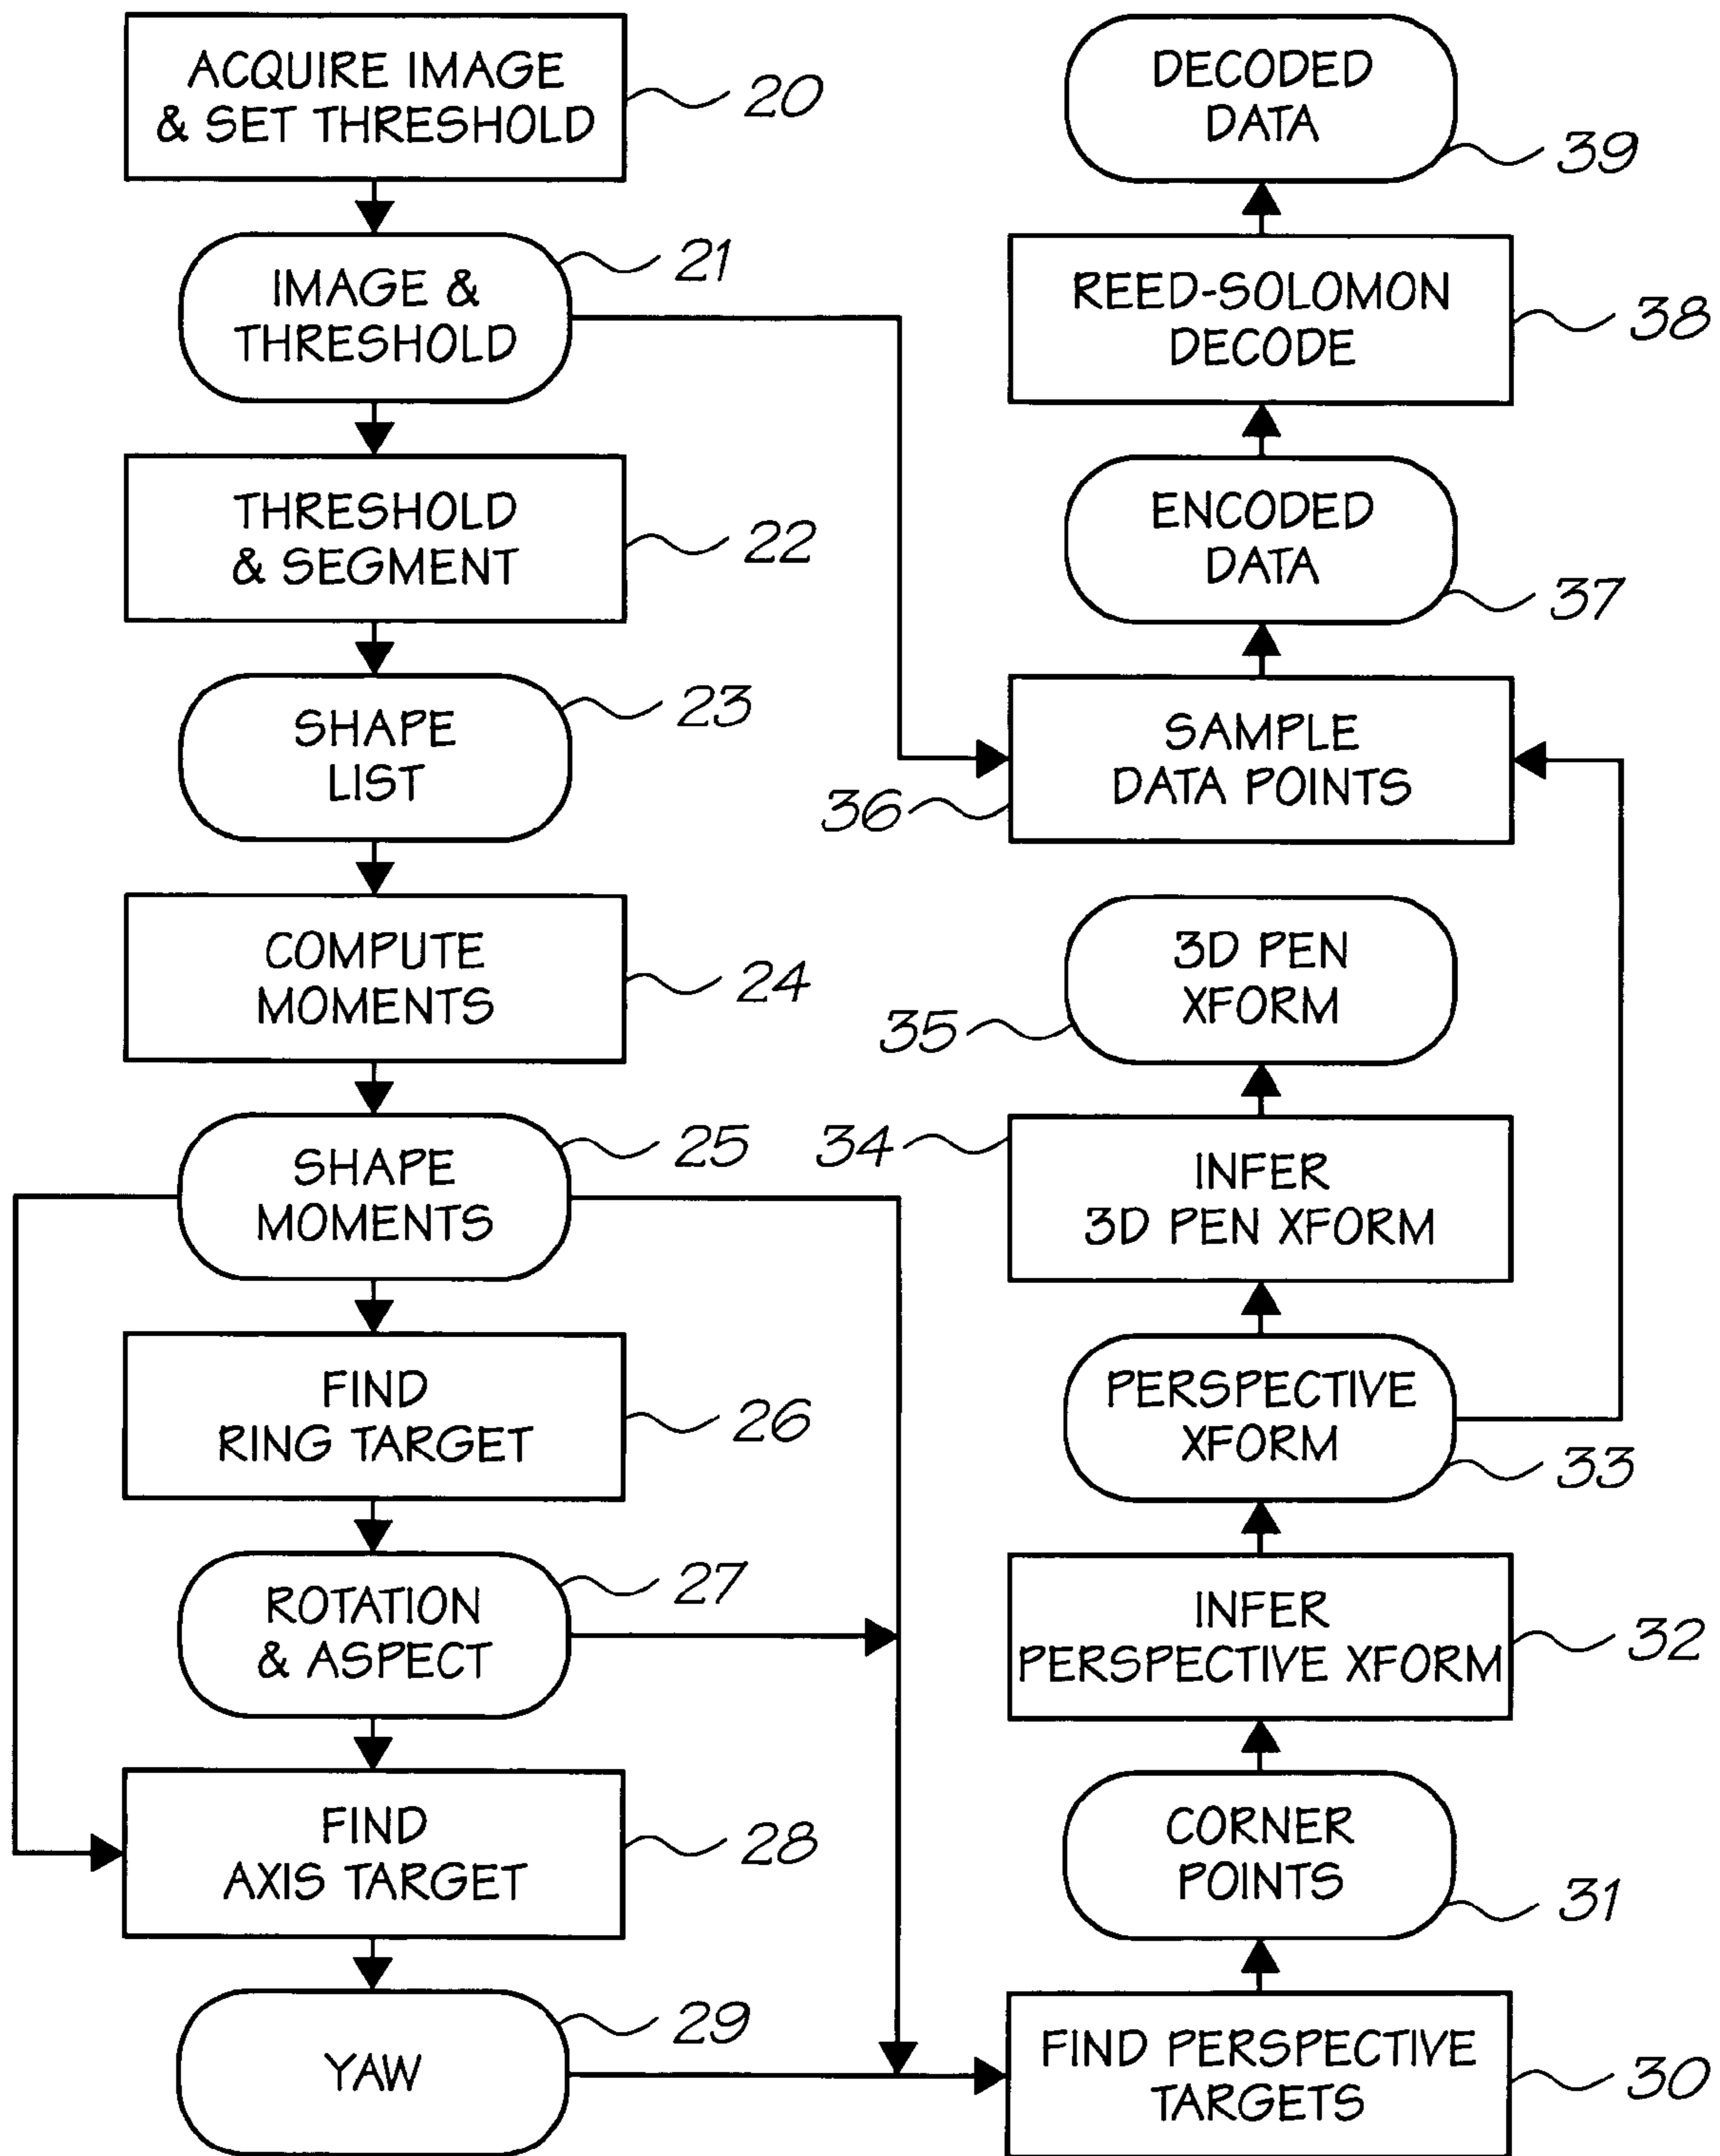 ACQUIRE IMAGE
& SET THRESHOLD
20
IMAGE &
THRESHOLD
21
THRESHOLD
& SEGMENT
22
SHAPE
LIST
23
COMPUTE
MOMENTS
24
SHAPE
MOMENTS
25
FIND
RING TARGET
26
ROTATION
& ASPECT
27
FIND
AXIS TARGET
28
YAW
29
DECODED
DATA
39
REED-SOLOMON
DECODE
38
ENCODED
DATA
37
SAMPLE
DATA POINTS
36
3D PEN
XFORM
35
INFER
3D PEN XFORM
34
PERSPECTIVE
XFORM
33
INFER
PERSPECTIVE XFORM
32
CORNER
POINTS
31
FIND PERSPECTIVE
TARGETS
30